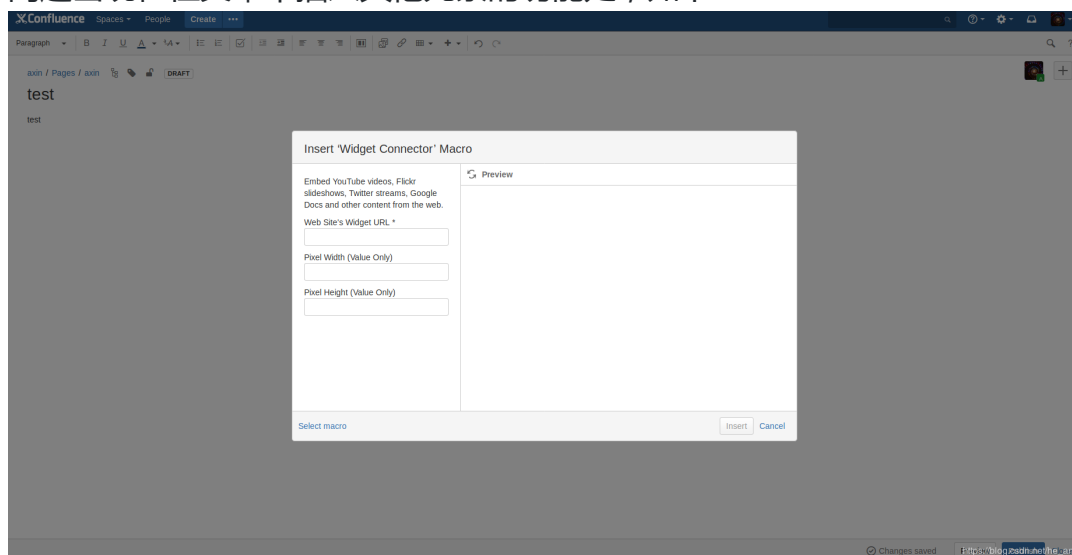 Confluence Spaces People Create ...
Paragraph B I U A
axin / Pages / axin DRAFT
test
test
Insert ‘Widget Connector’ Macro
Embed YouTube videos, Flickr
slideshows, Twitter streams, Google
Docs and other content from the web.
Preview
Web Site's Widget URL *
Pixel Width (Value Only)
Pixel Height (Value Only)
Select macro
Insert Cancel
Changes saved